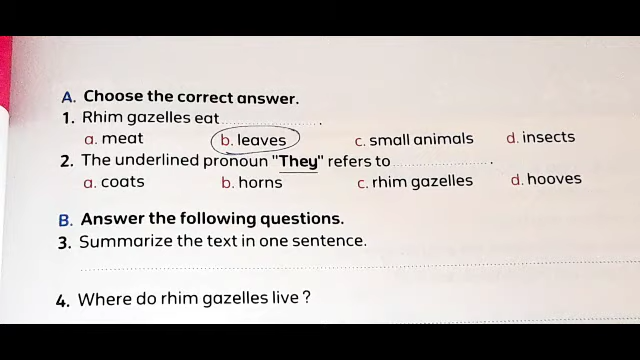 A. Choose the correct answer.
1. Rhim gazelles eat .................... .
a. meat b. leaves c. small animals d. insects
2. The underlined pronoun "They" refers to .................... .
a. coats b. horns c. rhim gazelles d. hooves
B. Answer the following questions.
3. Summarize the text in one sentence.
4. Where do rhim gazelles live ?